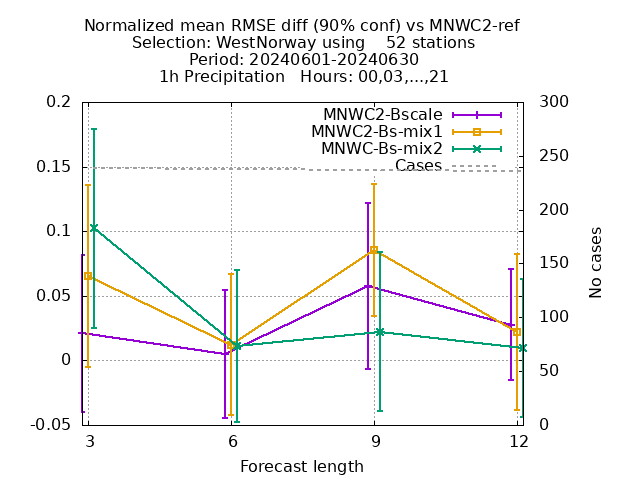 Normalized mean RMSE diff (90% conf) vs MNWC2-ref
Selection: WestNorway using    52 stations
Period: 20240601-20240630
1h Precipitation   Hours: 00,03,...,21
MNWC2-Bscale
MNWC2-Bs-mix1
MNWC-Bs-mix2
Cases
0.2
0.15
0.1
0.05
0
-0.05
300
250
200
150
100
50
0
No cases
3
6
9
12
Forecast length